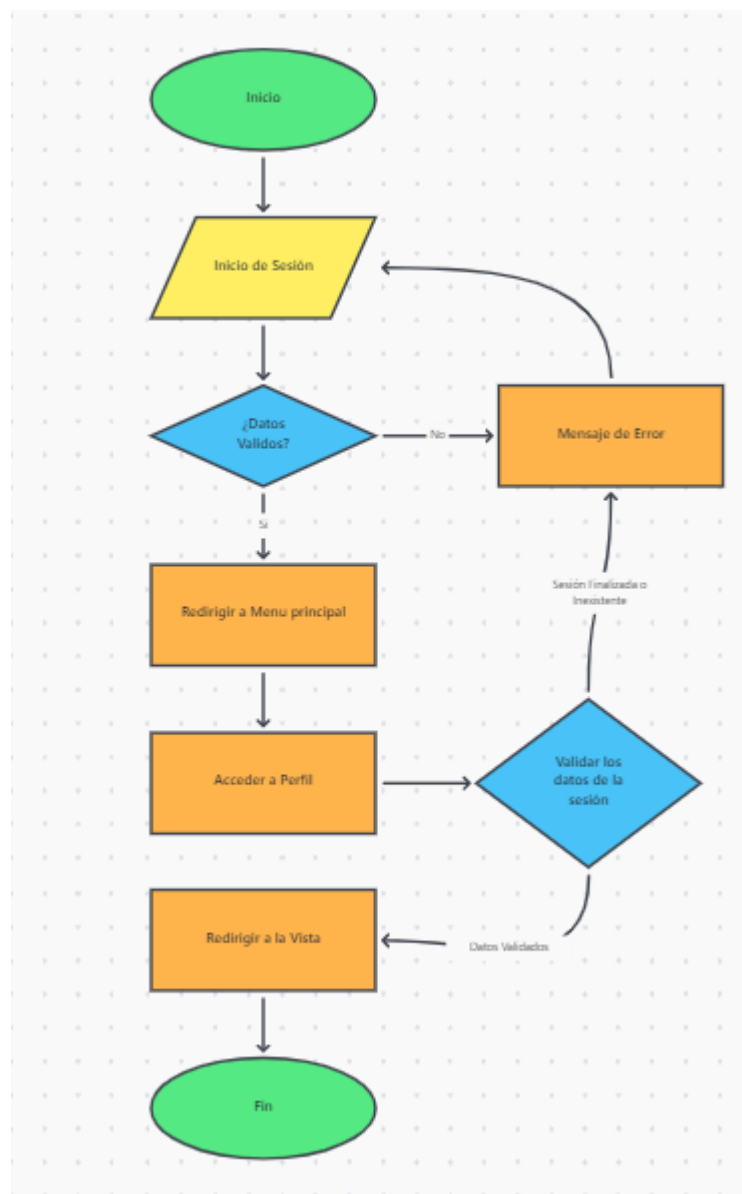 Inicio
Inicio de Sesión
¿Datos
Validos?
No
Mensaje de Error
Si
Redirigir a Menu principal
Sesión Finalizada o
Inexistente
Acceder a Perfil
Validar los
datos de la
sesión
Redirigir a la Vista
Datos Validados
Fin